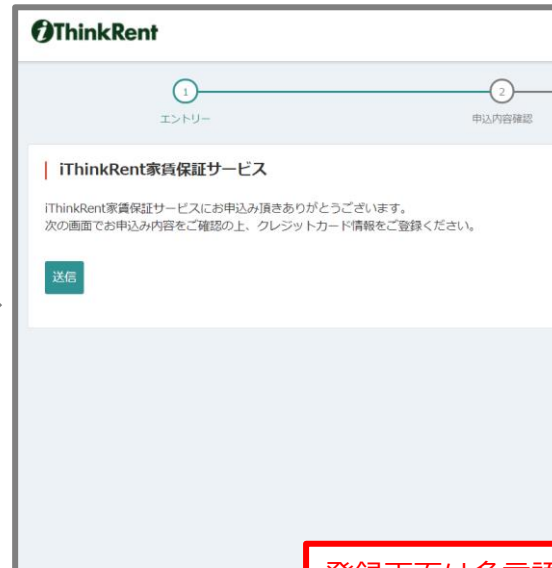 iThinkRent
1
2
エントリー
申込内容確認
iThinkRent家賃保証サービス
iThinkRent家賃保証サービスにお申込み頂きありがとうございます。
次の画面でお申込み内容をご確認の上、クレジットカード情報をご登録ください。
送信